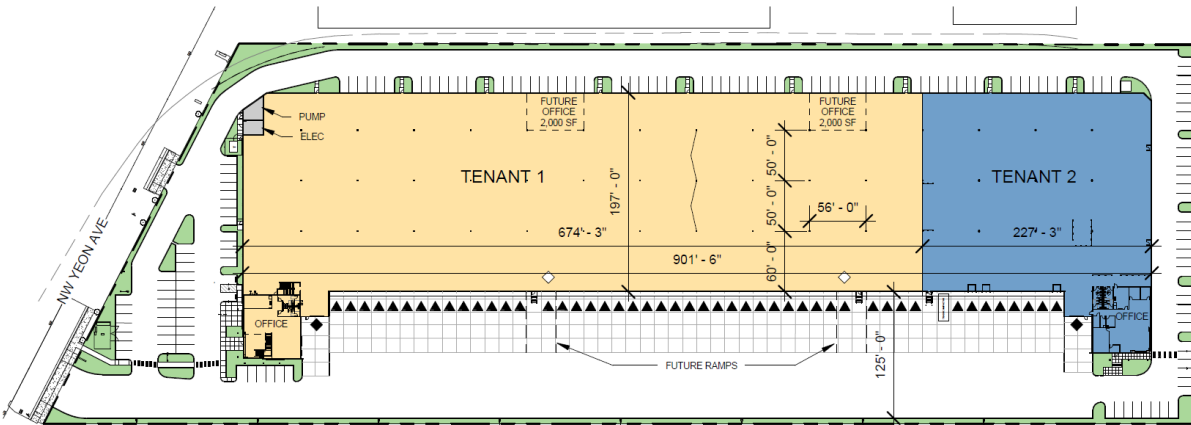 FUTURE
OFFICE
2,000 SF
FUTURE
OFFICE
2,000 SF
PUMP
ELEC
TENANT 1
TENANT 2
197' - 0"
50' - 0"
50' - 0"
56' - 0"
60' - 0"
674' - 3"
227' - 3"
901' - 6"
NW YEON AVE
OFFICE
OFFICE
FUTURE RAMPS
125' - 0"